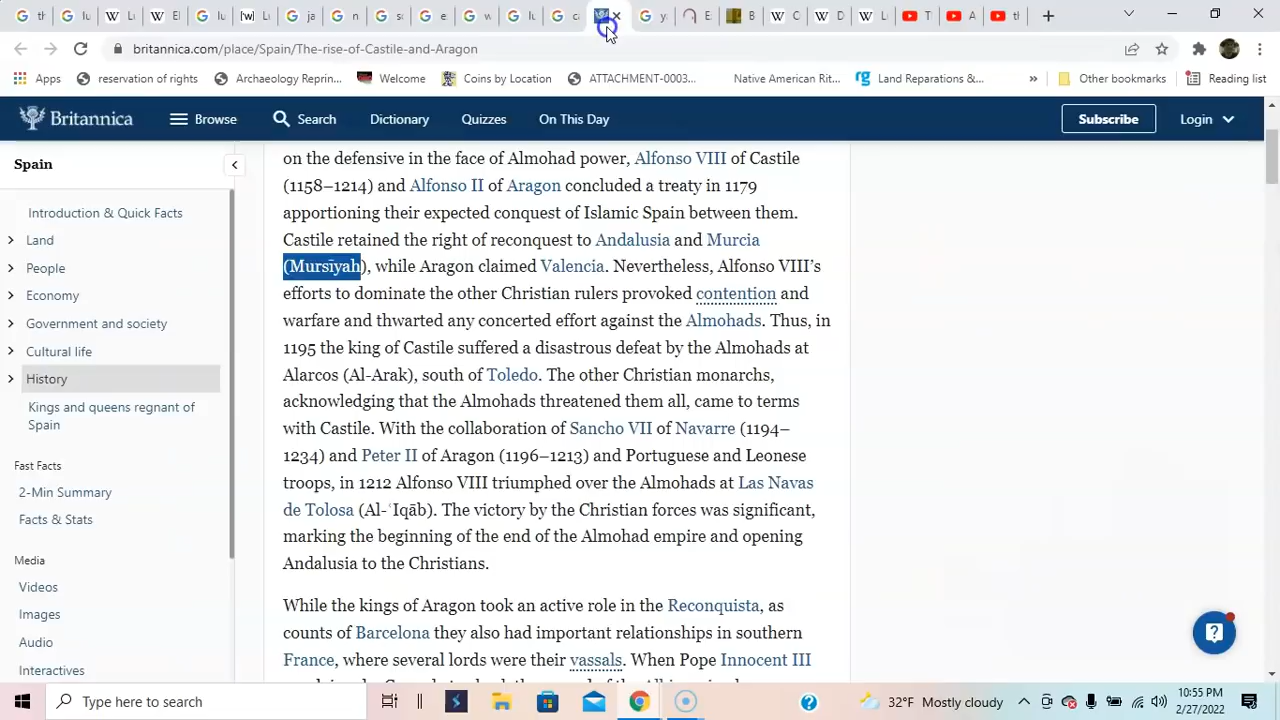 britannica.com/place/Spain/The-rise-of-Castile-and-Aragon
Apps
reservation of rights
Archaeology Reprin...
Welcome
Coins by Location
ATTACHMENT-0003...
Native American Rit...
Land Reparations &...
»
Other bookmarks
Reading list
Britannica
Browse
Search
Dictionary
Quizzes
On This Day
Subscribe
Login
Spain
Introduction & Quick Facts
Land
People
Economy
Government and society
Cultural life
History
Kings and queens regnant of
Spain
Fast Facts
2-Min Summary
Facts & Stats
Media
Videos
Images
Audio
Interactives
on the defensive in the face of Almohad power, Alfonso VIII of Castile
(1158–1214) and Alfonso II of Aragon concluded a treaty in 1179
apportioning their expected conquest of Islamic Spain between them.
Castile retained the right of reconquest to Andalusia and Murcia
(Mursīyah), while Aragon claimed Valencia. Nevertheless, Alfonso VIII’s
efforts to dominate the other Christian rulers provoked contention and
warfare and thwarted any concerted effort against the Almohads. Thus, in
1195 the king of Castile suffered a disastrous defeat by the Almohads at
Alarcos (Al-Arak), south of Toledo. The other Christian monarchs,
acknowledging that the Almohads threatened them all, came to terms
with Castile. With the collaboration of Sancho VII of Navarre (1194–
1234) and Peter II of Aragon (1196–1213) and Portuguese and Leonese
troops, in 1212 Alfonso VIII triumphed over the Almohads at Las Navas
de Tolosa (Al-ʿIqāb). The victory by the Christian forces was significant,
marking the beginning of the end of the Almohad empire and opening
Andalusia to the Christians.
While the kings of Aragon took an active role in the Reconquista, as
counts of Barcelona they also had important relationships in southern
France, where several lords were their vassals. When Pope Innocent III
Type here to search
32°F Mostly cloudy
10:55 PM
2/27/2022